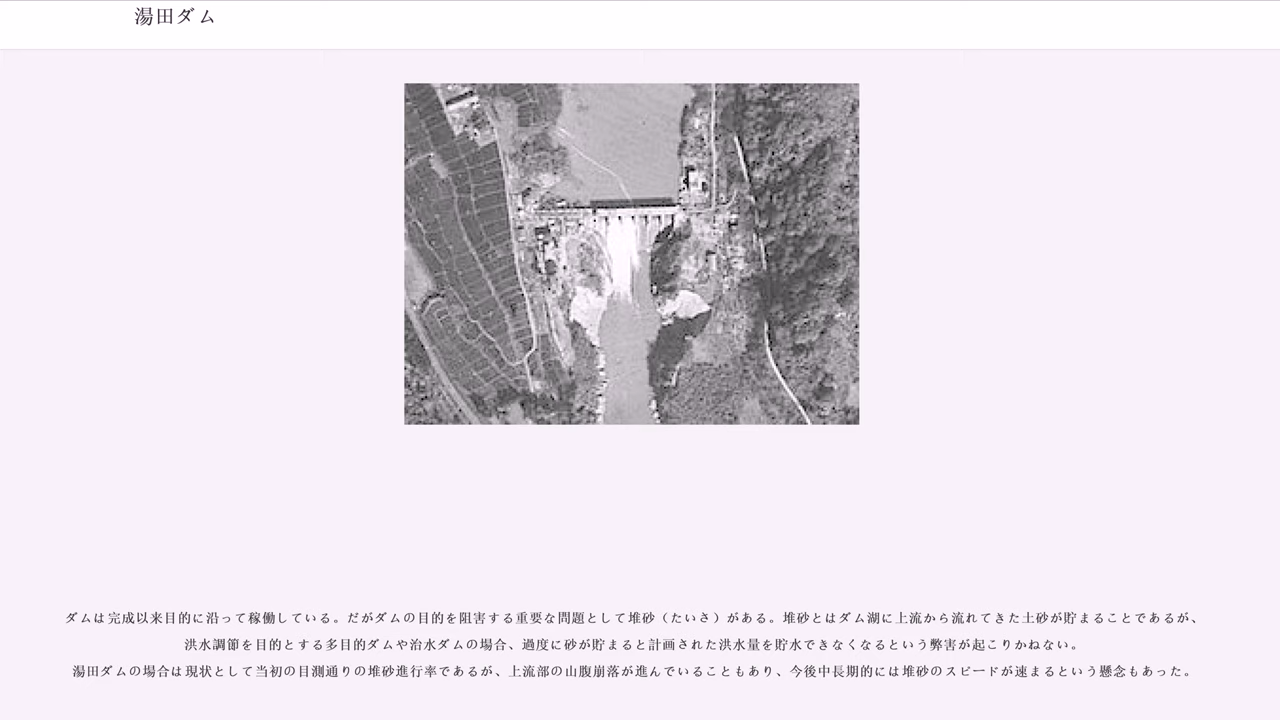 湯田ダム
ダムは完成以来目的に沿って稼働している。だがダムの目的を阻害する重要な問題として堆砂（たいさ）がある。堆砂とはダム湖に上流から流れてきた土砂が貯まることであるが、
洪水調節を目的とする多目的ダムや治水ダムの場合、過度に砂が貯まると計画された洪水量を貯水できなくなるという弊害が起こりかねない。
湯田ダムの場合は現状として当初の目測通りの堆砂進行率であるが、上流部の山腹崩落が進んでいることもあり、今後中長期的には堆砂のスピードが速まるという懸念もあった。